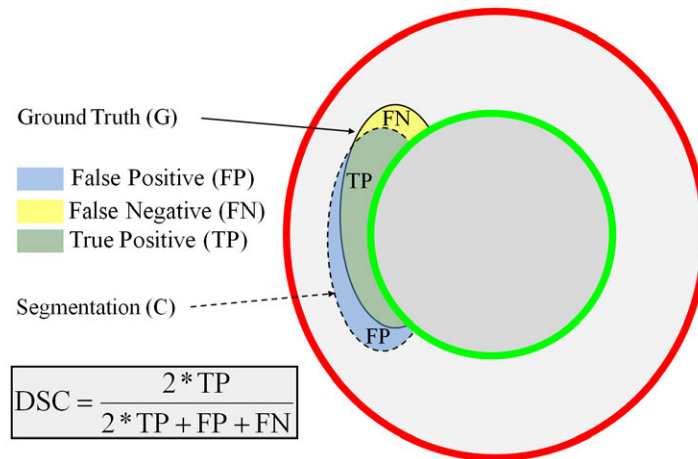 Ground Truth (G)
FN
TP
False Positive (FP)
False Negative (FN)
True Positive (TP)
Segmentation (C)
FP
DSC = 2*TP / 2*TP+FP+FN